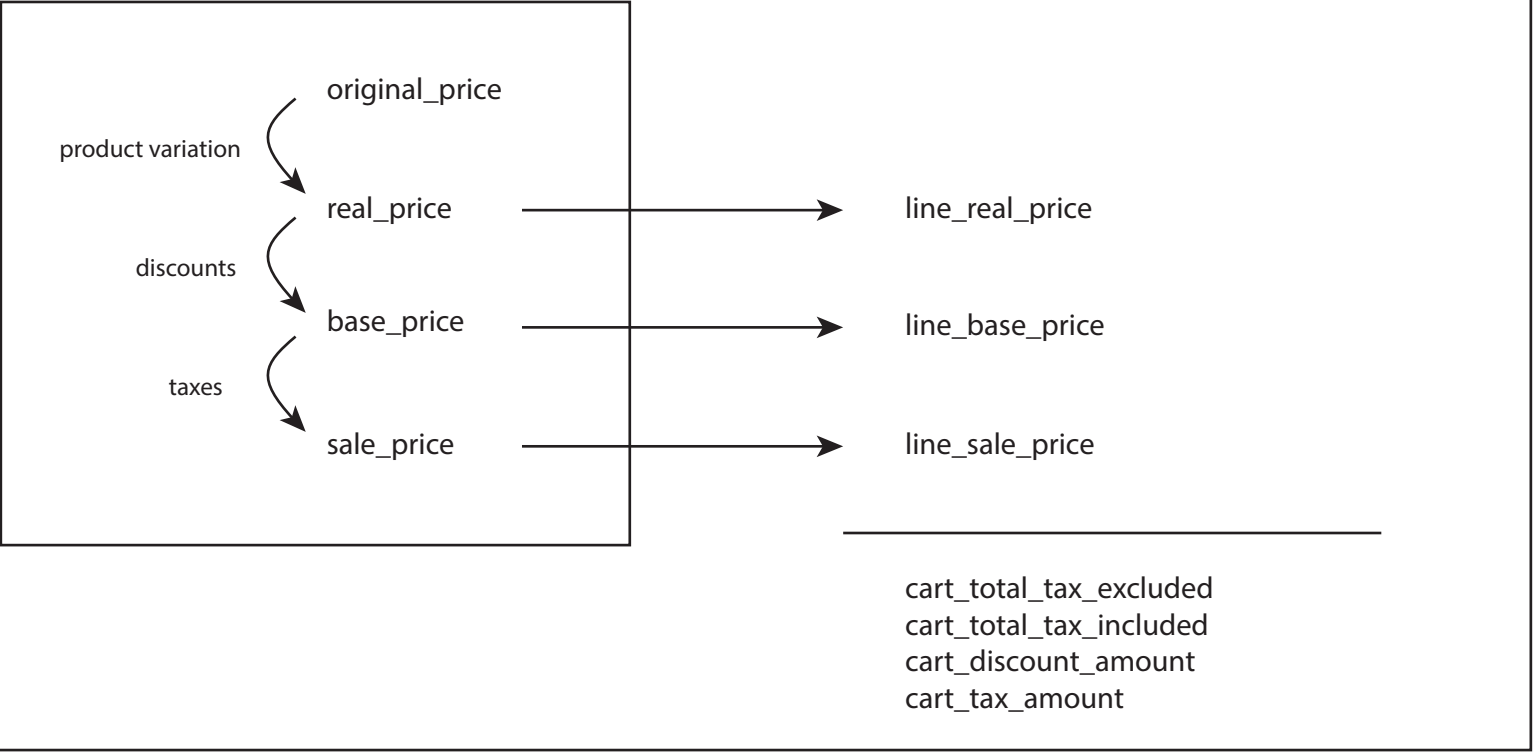 original_price
product variation
real_price
line_real_price
discounts
base_price
line_base_price
taxes
sale_price
line_sale_price
cart_total_tax_excluded
cart_total_tax_included
cart_discount_amount
cart_tax_amount